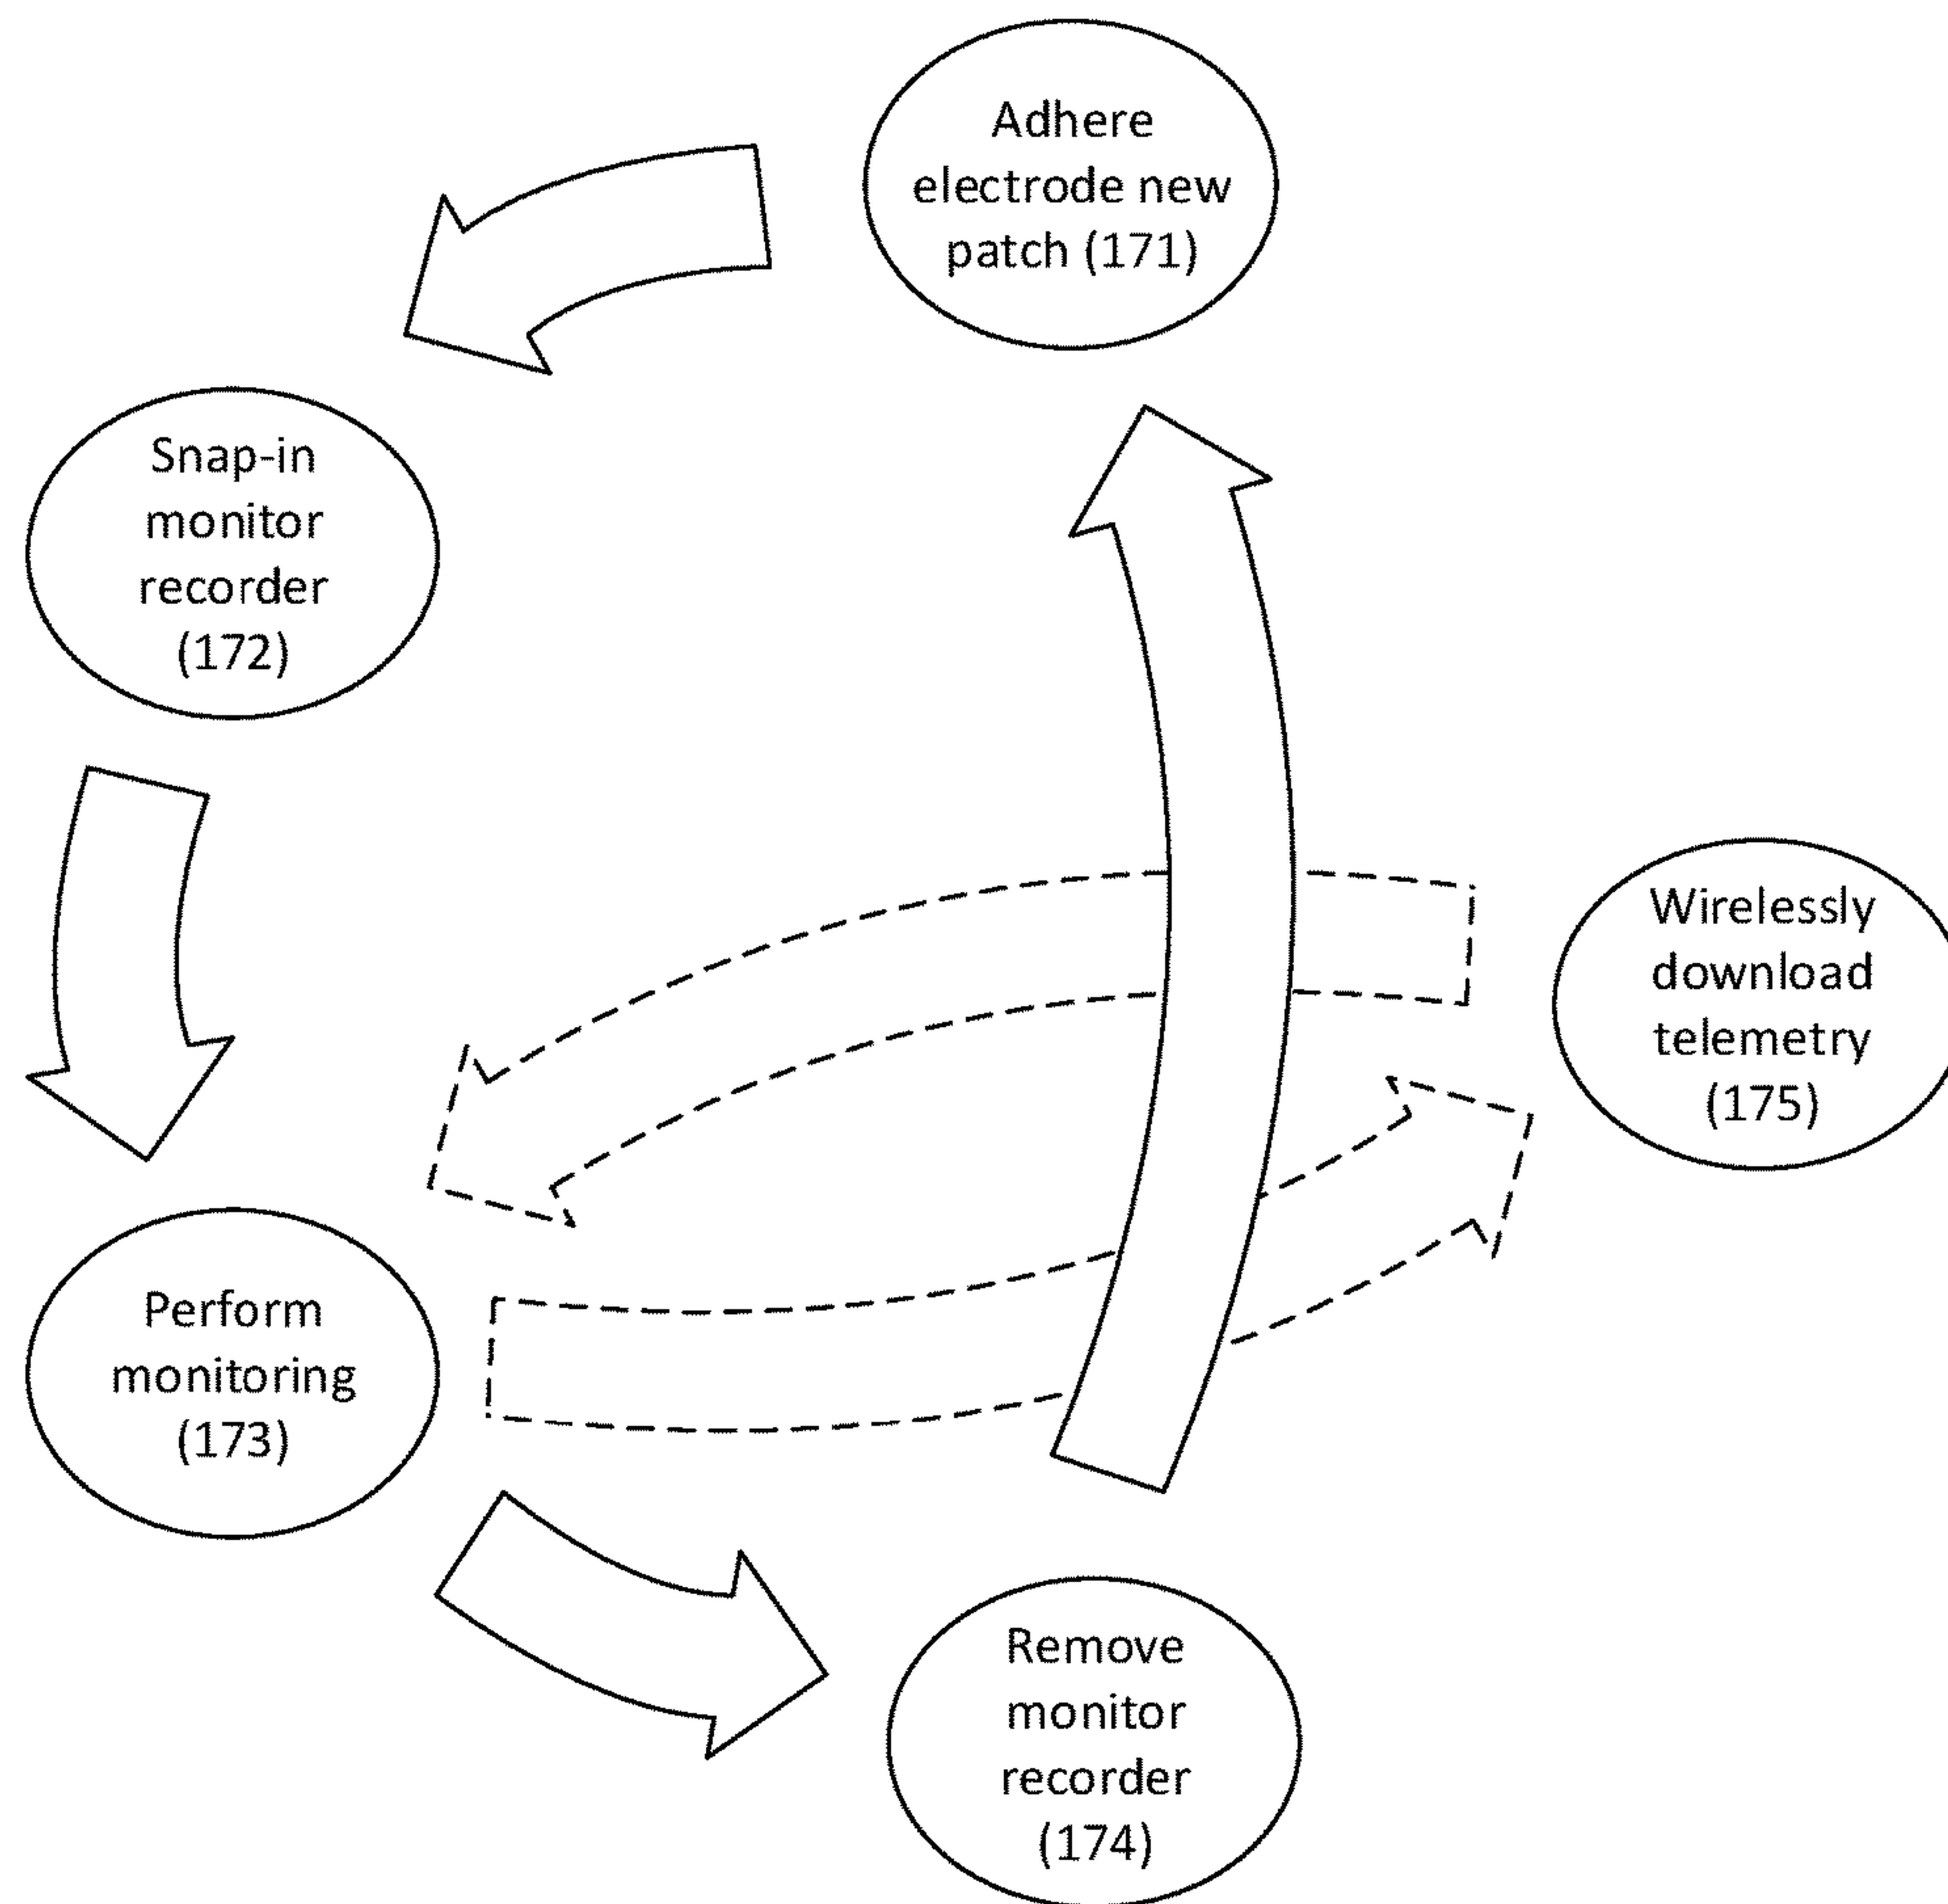 Adhere
electrode new
patch (171)
Snap-in
monitor
recorder
(172)
Wirelessly
download
telemetry
(175)
Perform
monitoring
(173)
Remove
monitor
recorder
(174)